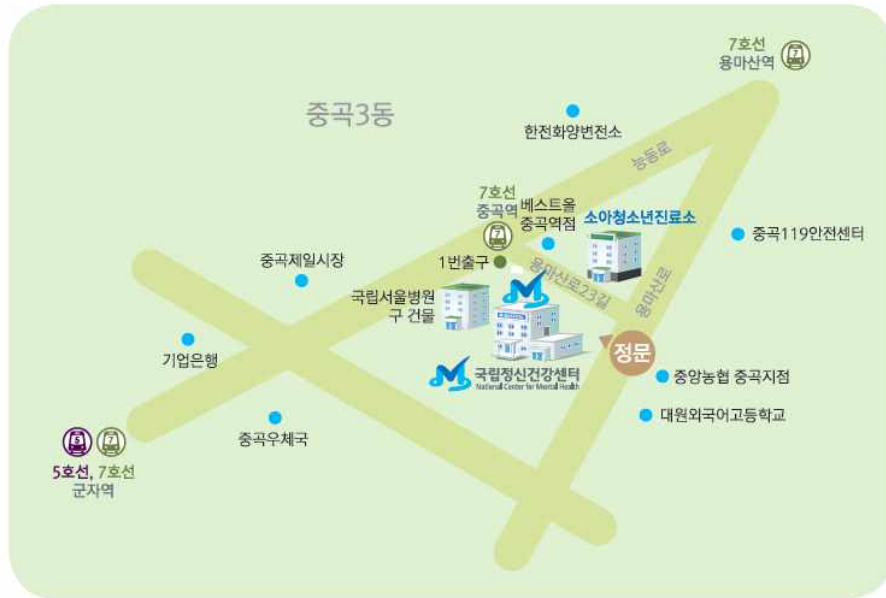 7호선
용마산역
중곡3동
한전화양변전소
능동로
7호선
중곡역
베스트올
중곡역점
소아청소년진료소
중곡119안전센터
1번출구
용마산로23길
용마산로
중곡제일시장
국립서울병원
구 건물
기업은행
정문
국립정신건강센터
National Center for Mental Health
중앙농협 중곡지점
대원외국어고등학교
중곡우체국
5호선, 7호선
군자역